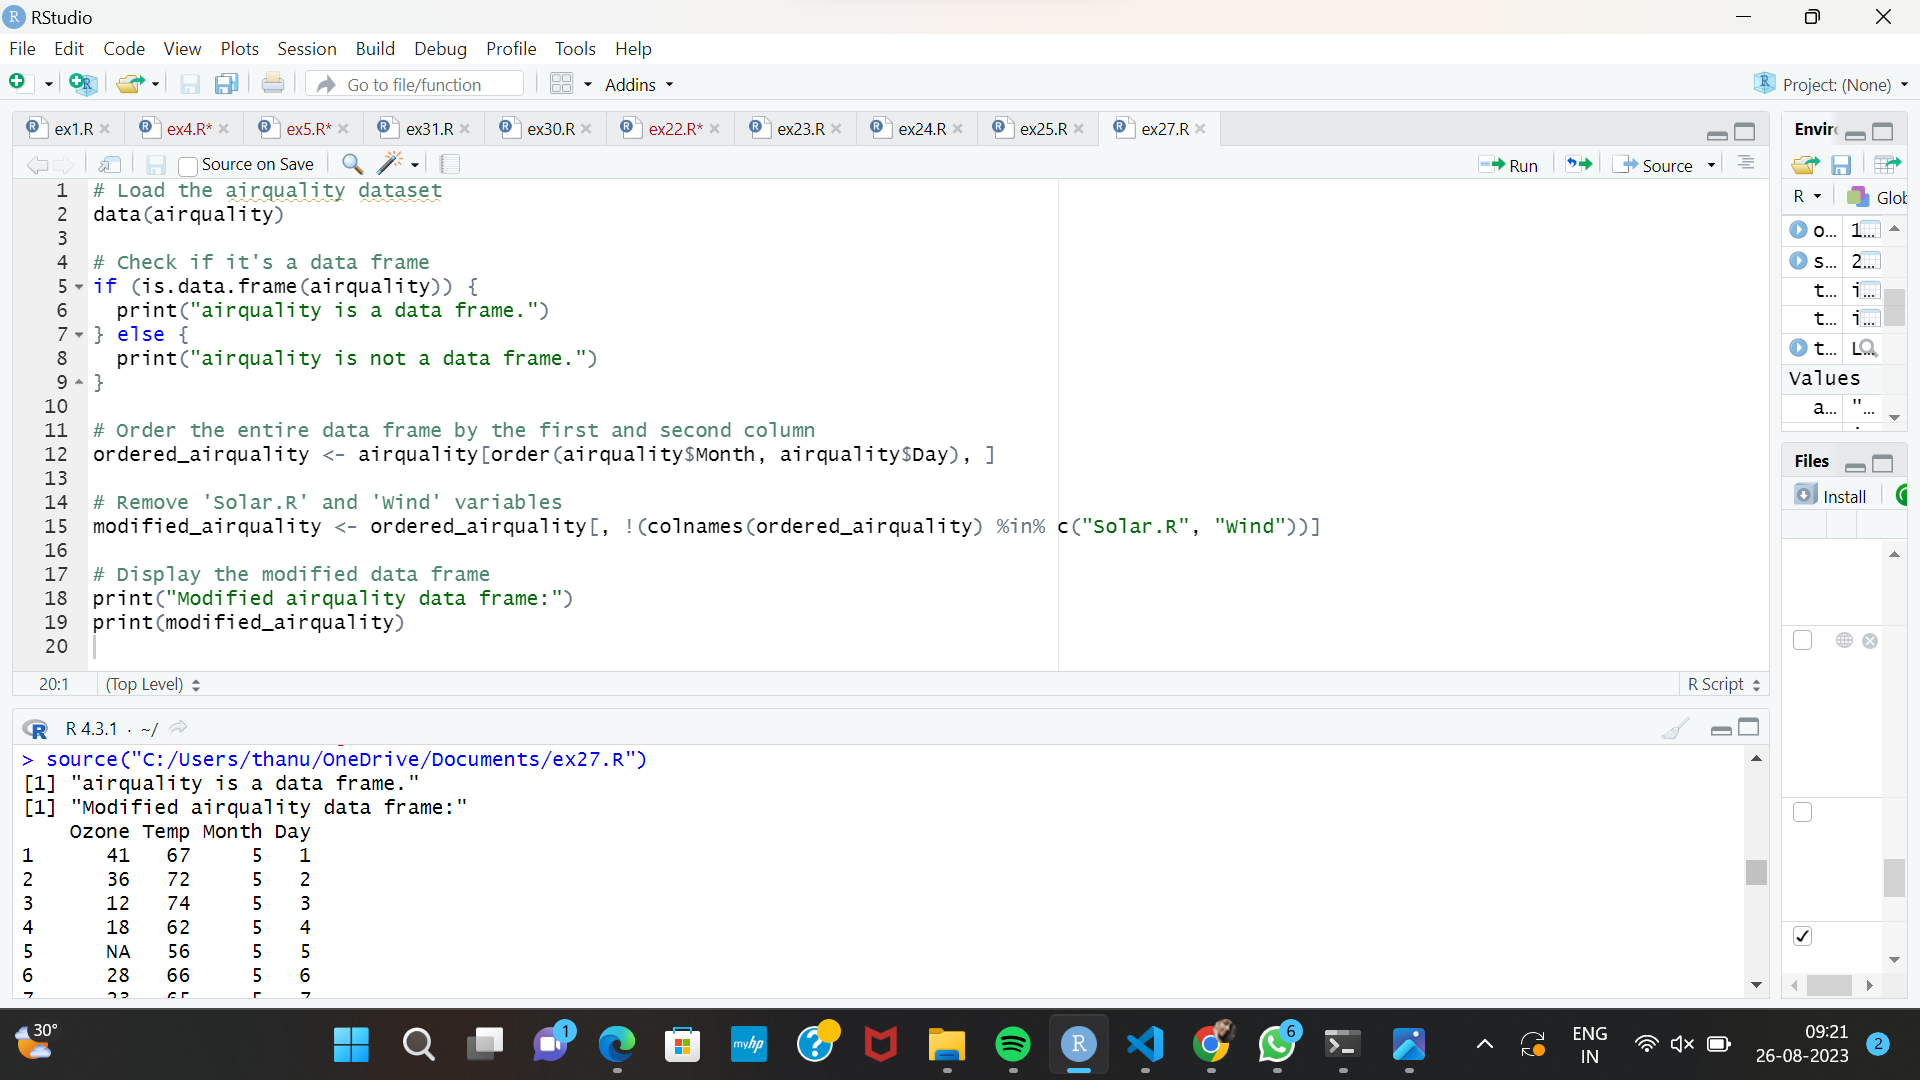 RStudio
File Edit Code View Plots Session Build Debug Profile Tools Help
Go to file/function Addins Project: (None)
ex1.R ex4.R* ex5.R* ex31.R ex30.R ex22.R* ex23.R ex24.R ex25.R ex27.R
Source on Save Run Source
1 # Load the airquality dataset
2 data(airquality)
3
4 # Check if it's a data frame
5 if (is.data.frame(airquality)) {
6 print("airquality is a data frame.")
7 } else {
8 print("airquality is not a data frame.")
9 }
10
11 # Order the entire data frame by the first and second column
12 ordered_airquality <- airquality[order(airquality$Month, airquality$Day), ]
13
14 # Remove 'Solar.R' and 'Wind' variables
15 modified_airquality <- ordered_airquality[, !(colnames(ordered_airquality) %in% c("Solar.R", "Wind"))]
16
17 # Display the modified data frame
18 print("Modified airquality data frame:")
19 print(modified_airquality)
20
20:1 (Top Level) R Script
R 4.3.1 · ~/
> source("C:/Users/thanu/OneDrive/Documents/ex27.R")
[1] "airquality is a data frame."
[1] "Modified airquality data frame:"
Ozone Temp Month Day
1 41 67 5 1
2 36 72 5 2
3 12 74 5 3
4 18 62 5 4
5 NA 56 5 5
6 28 66 5 6
7 23 65 5 7
Envir
R Glob
o... 1...
s... 2...
t... i...
t... i...
t... L...
Values
a... "...
Files
Install
30°
1
myhp
6
ENG
IN
09:21
26-08-2023
2